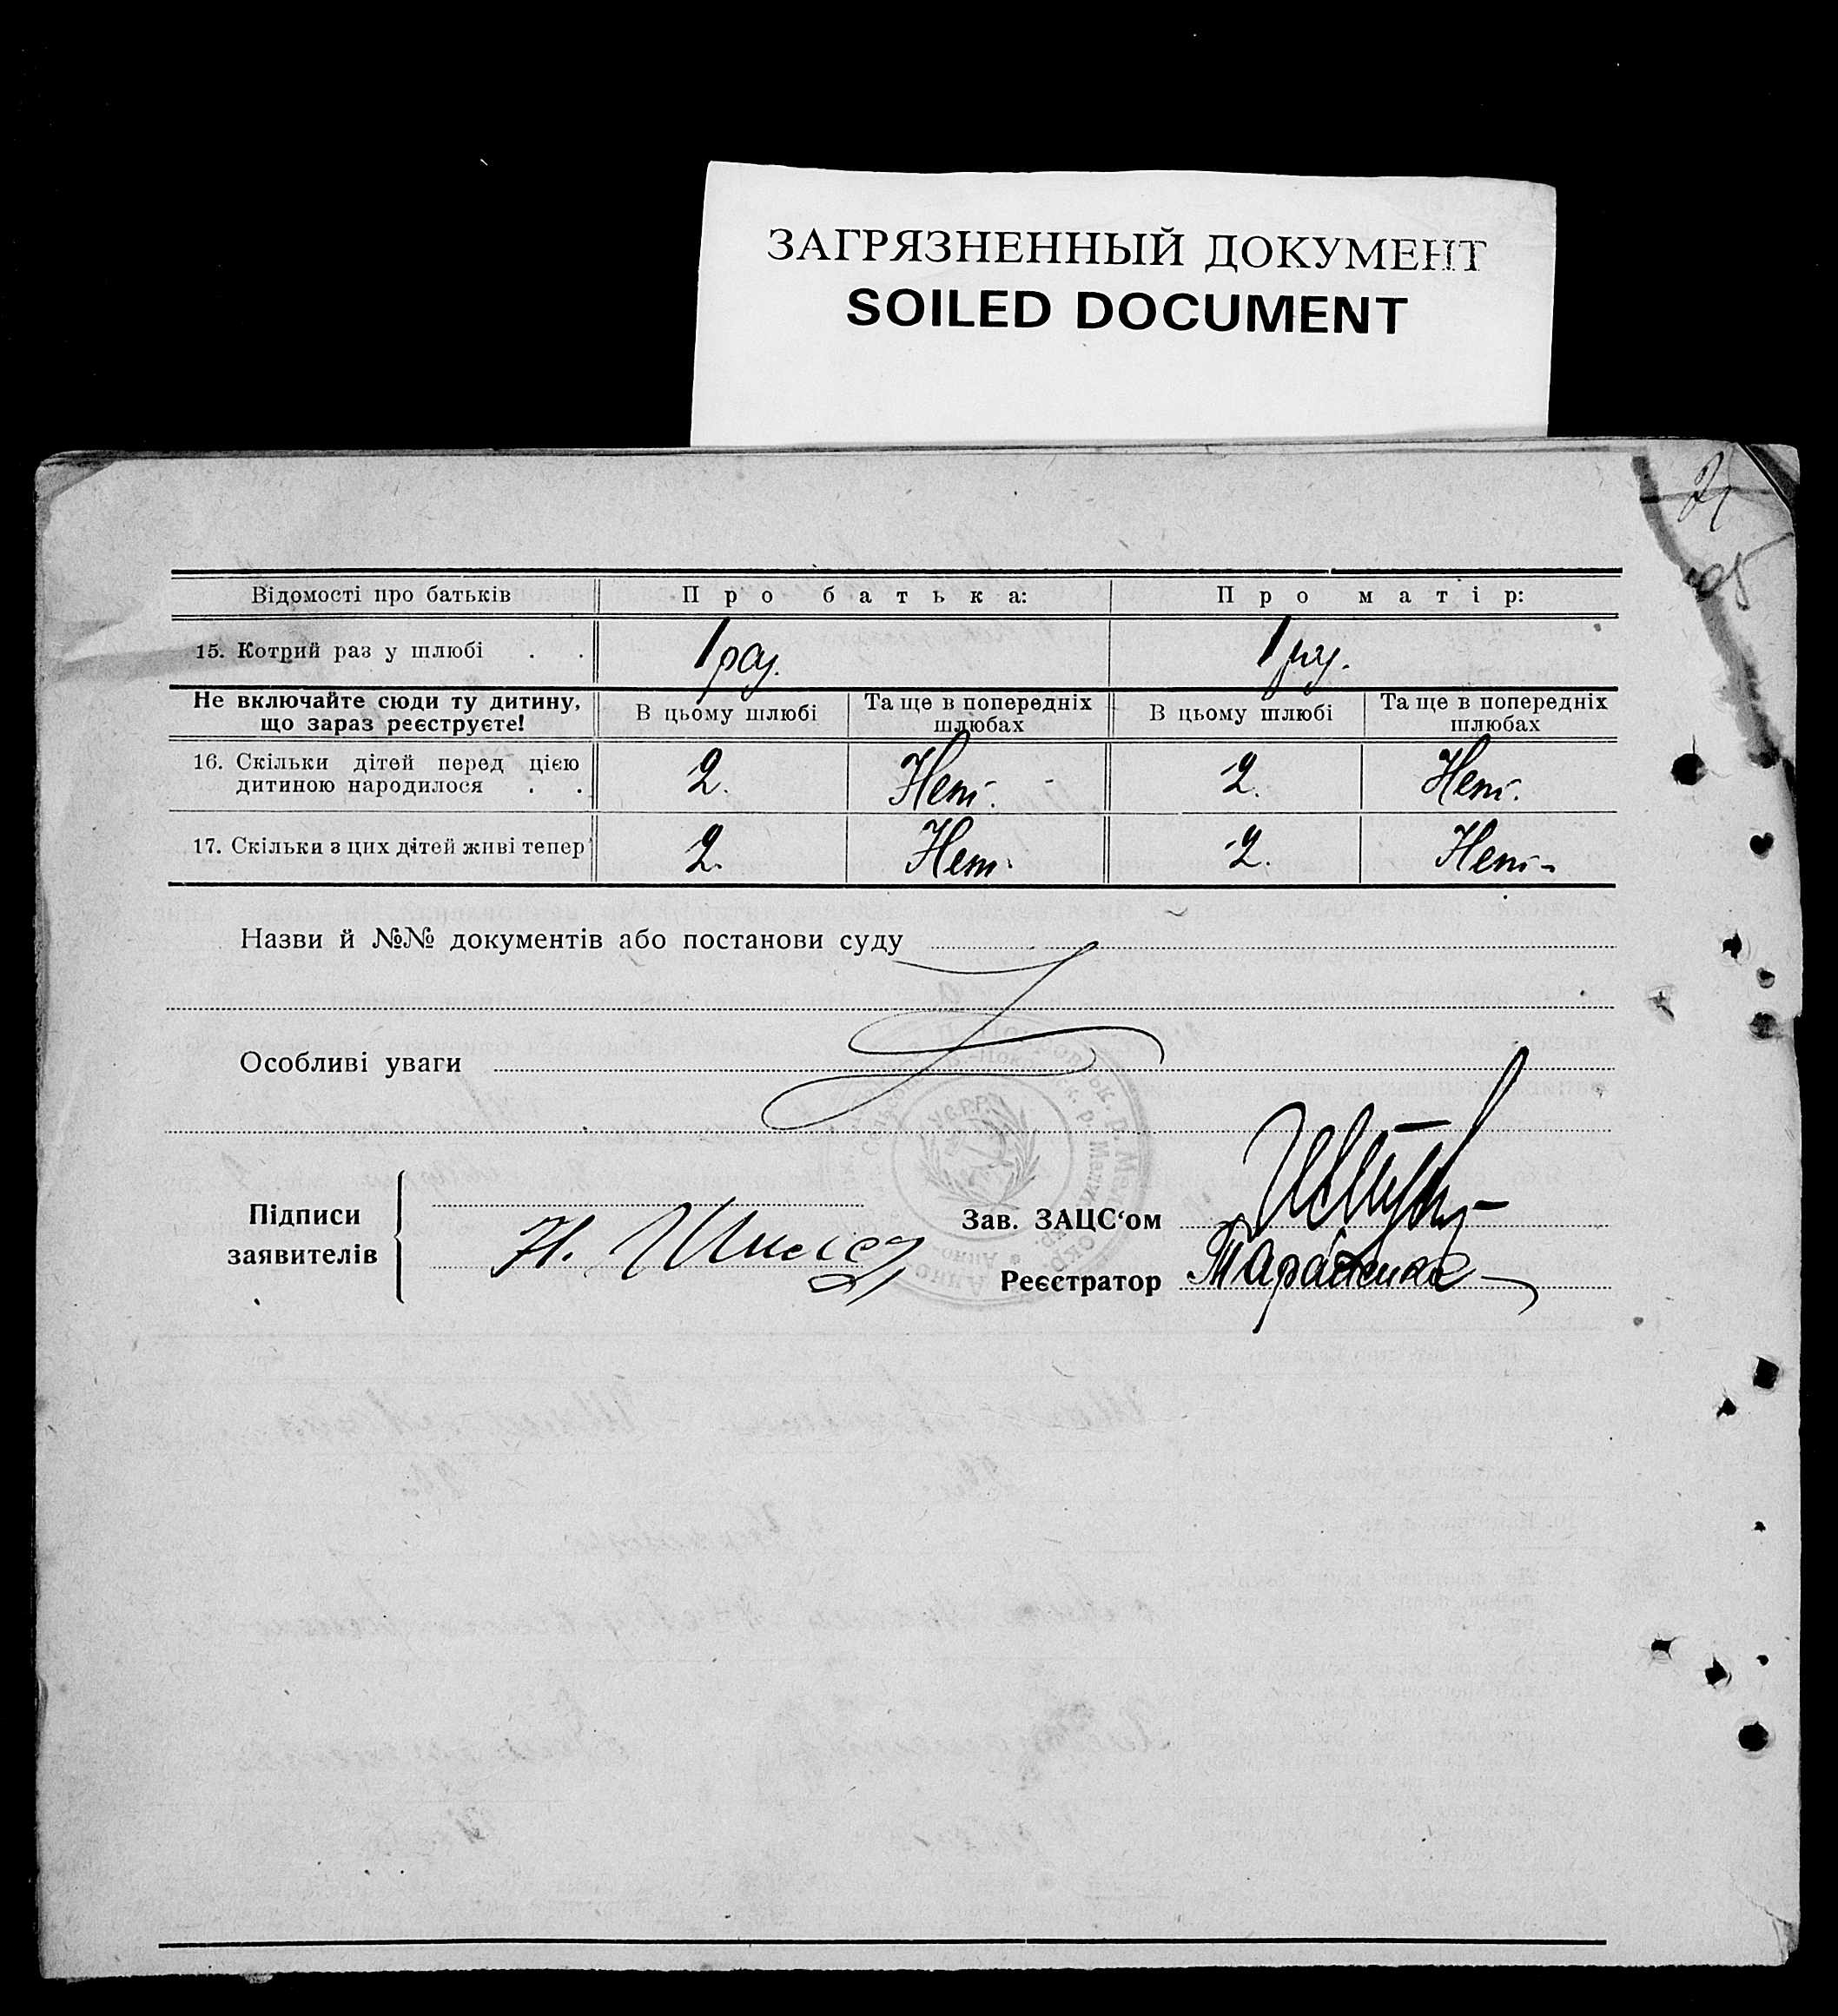 ЗАГРЯЗНЕННЫЙ ДОКУМЕНТ
SOILED DOCUMENT
Відомості про батьків Про батька: Про матір:
15. Котрий раз у шлюбі . . 1 раз. 1 раз.
Не включайте сюди ту дитину, що зараз реєструєте! В цьому шлюбі Та ще в попередніх шлюбах В цьому шлюбі Та ще в попередніх шлюбах
16. Скільки дітей перед цією
дитиною народилося . . 2. Нет. 2. Нет.
17. Скільки з цих дітей живі тепер 2. Нет. 2. Нет.
Назви й №№ документів або постанови суду
Особливі уваги
Підписи
заявителів
Н.
Зав. ЗАЦС‘ом
Реєстратор